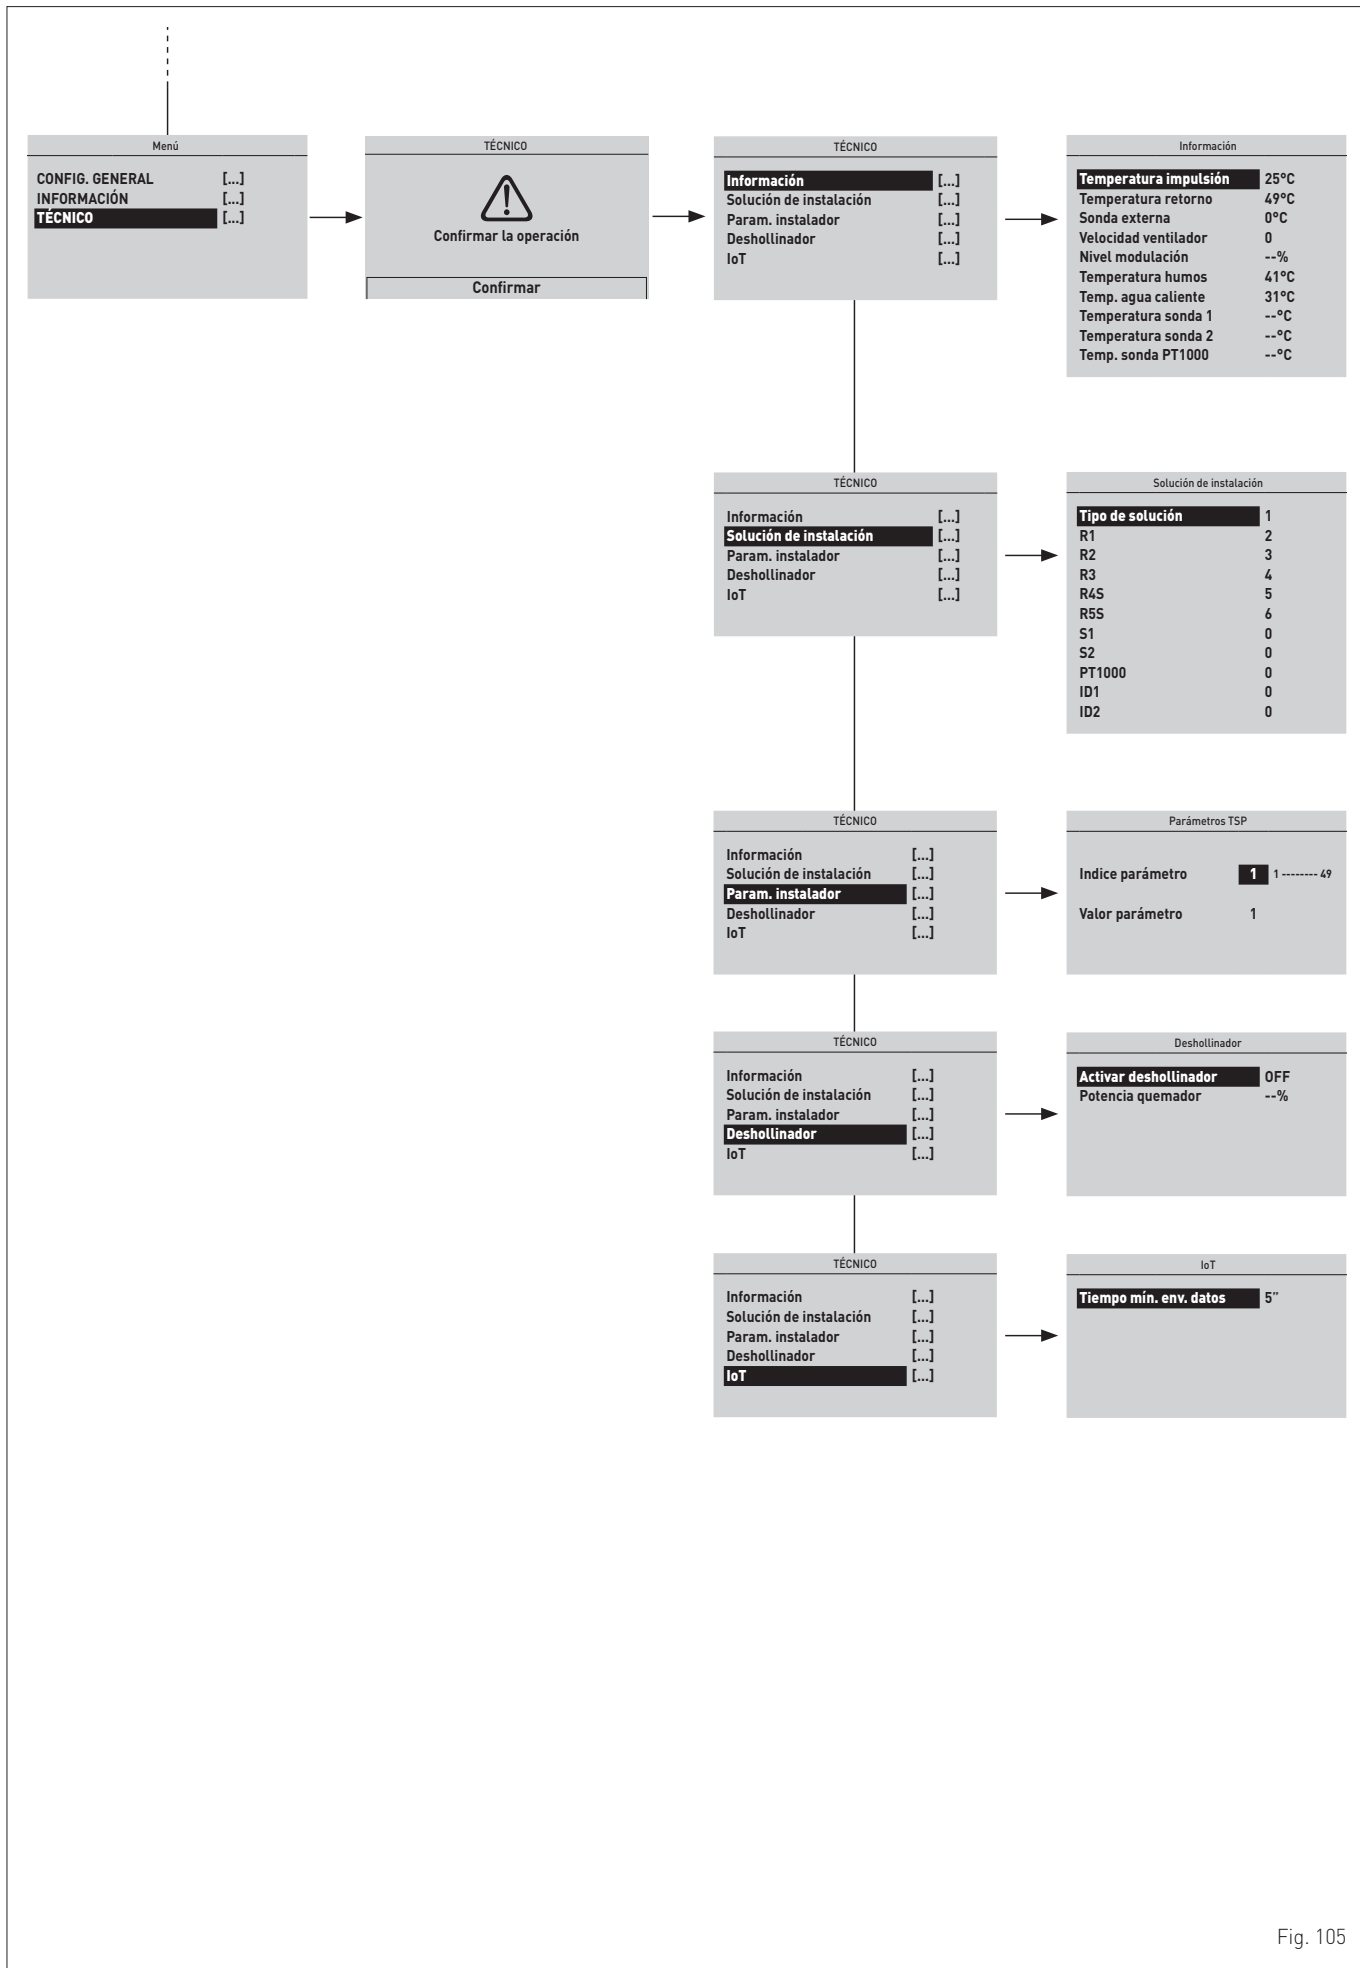 Menú
CONFIG. GENERAL [...]
INFORMACIÓN [...]
TÉCNICO [...]
TÉCNICO
Confirmar la operación
Confirmar
TÉCNICO
Información [...]
Solución de instalación [...]
Param. instalador [...]
Deshollinador [...]
IoT [...]
Información
Temperatura impulsión 25°C
Temperatura retorno 49°C
Sonda externa 0°C
Velocidad ventilador 0
Nivel modulación --%
Temperatura humos 41°C
Temp. agua caliente 31°C
Temperatura sonda 1 --°C
Temperatura sonda 2 --°C
Temp. sonda PT1000 --°C
TÉCNICO
Información [...]
Solución de instalación [...]
Param. instalador [...]
Deshollinador [...]
IoT [...]
Solución de instalación
Tipo de solución 1
R1 2
R2 3
R3 4
R4S 5
R5S 6
S1 0
S2 0
PT1000 0
ID1 0
ID2 0
TÉCNICO
Información [...]
Solución de instalación [...]
Param. instalador [...]
Deshollinador [...]
IoT [...]
Parámetros TSP
Indice parámetro 1 1 -------- 49
Valor parámetro 1
TÉCNICO
Información [...]
Solución de instalación [...]
Param. instalador [...]
Deshollinador [...]
IoT [...]
Deshollinador
Activar deshollinador OFF
Potencia quemador --%
TÉCNICO
Información [...]
Solución de instalación [...]
Param. instalador [...]
Deshollinador [...]
IoT [...]
IoT
Tiempo mín. env. datos 5”
Fig. 105